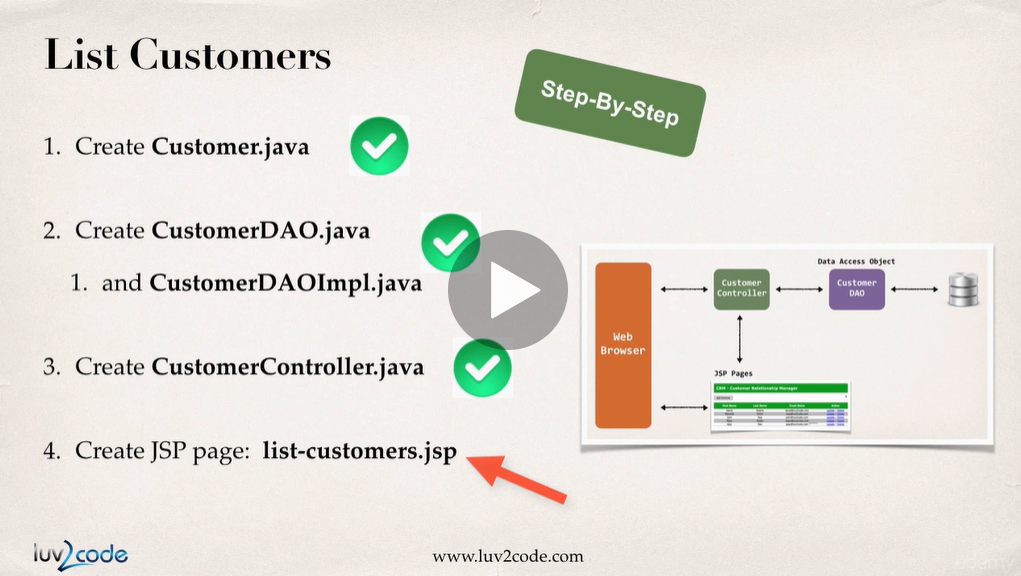 List Customers
Step-By-Step
1. Create Customer.java
2. Create CustomerDAO.java
1. and CustomerDAOImpl.java
3. Create CustomerController.java
4. Create JSP page: list-customers.jsp
Data Access Object
Web
Browser
Customer
Controller
Customer
DAO
JSP Pages
CRM - Customer Relationship Manager
luv2code
www.luv2code.com
udemy